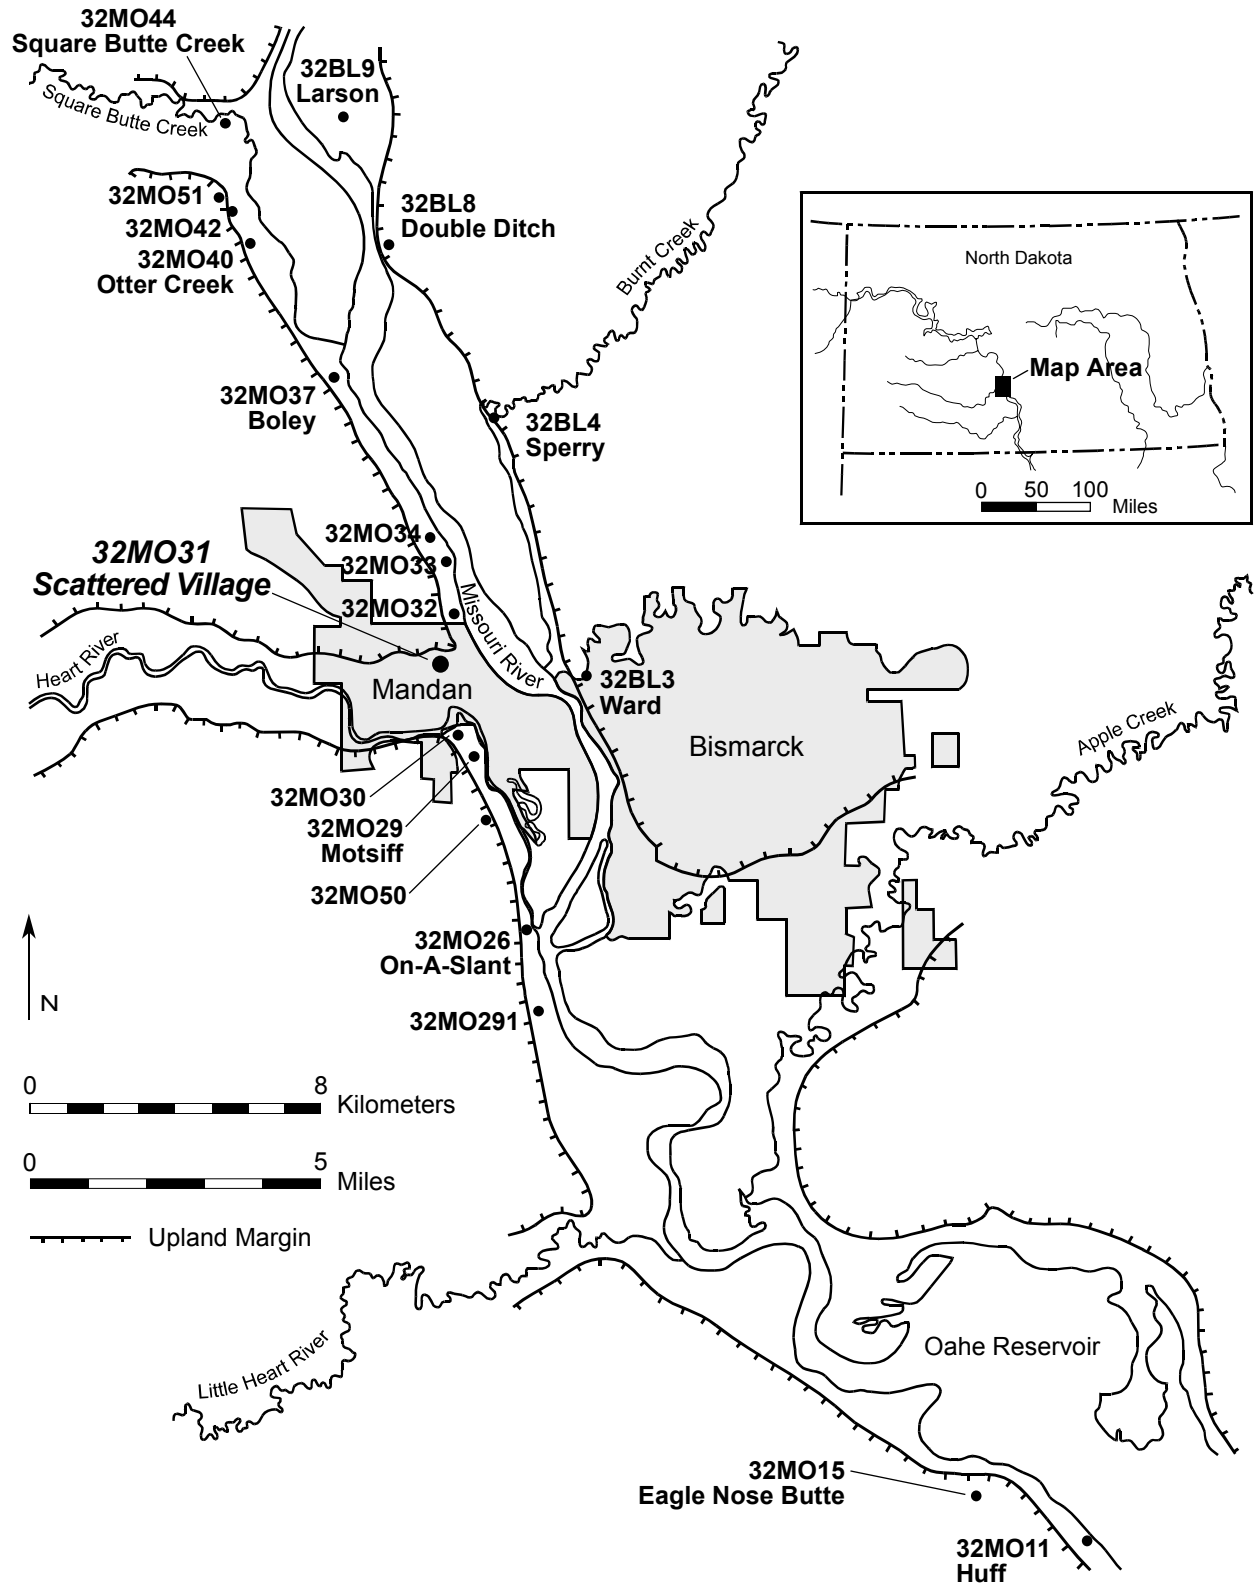 32MO44
Square Butte Creek
32BL9
Larson
Square Butte Creek
32MO51
32MO42
32MO40
Otter Creek
32BL8
Double Ditch
Burnt Creek
North Dakota
Map Area
0 50 100
Miles
32MO37
Boley
32BL4
Sperry
32MO34
32MO33
32MO31
Scattered Village
32MO32
Missouri River
Heart River
Mandan
32BL3
Ward
Bismarck
Apple Creek
32MO30
32MO29
Motsiff
32MO50
32MO26
On-A-Slant
32MO291
N
0 8
Kilometers
0 5
Miles
Upland Margin
Little Heart River
Oahe Reservoir
32MO15
Eagle Nose Butte
32MO11
Huff